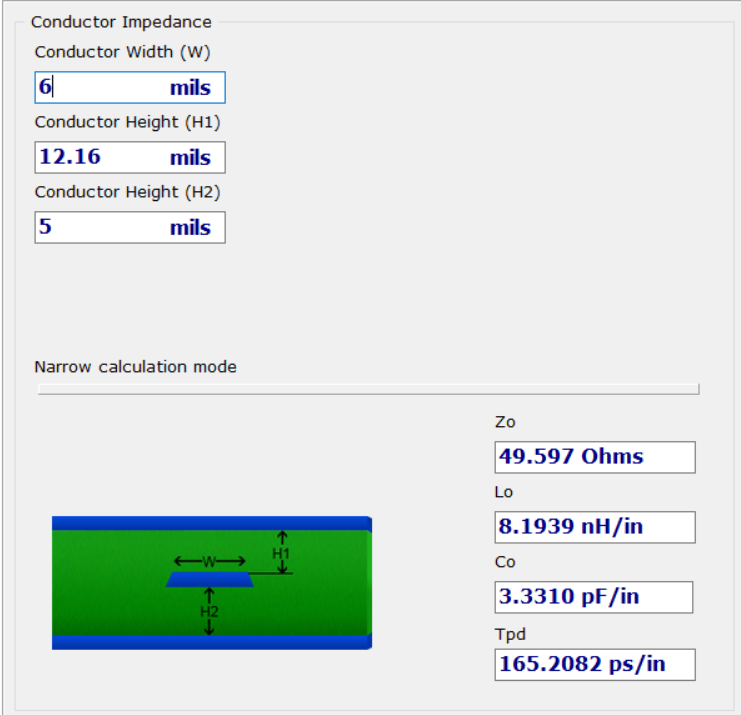 Conductor Impedance
Conductor Width (W)
6 mils
Conductor Height (H1)
12.16 mils
Conductor Height (H2)
5 mils
Narrow calculation mode
Zo
49.597 Ohms
Lo
8.1939 nH/in
Co
3.3310 pF/in
Tpd
165.2082 ps/in
W
H1
H2